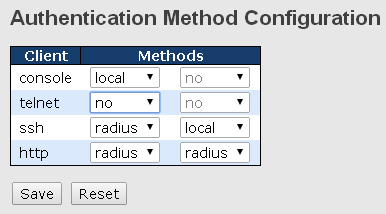 Authentication Method Configuration
Client Methods
console local no
telnet no no
ssh radius local
http radius radius
Save Reset